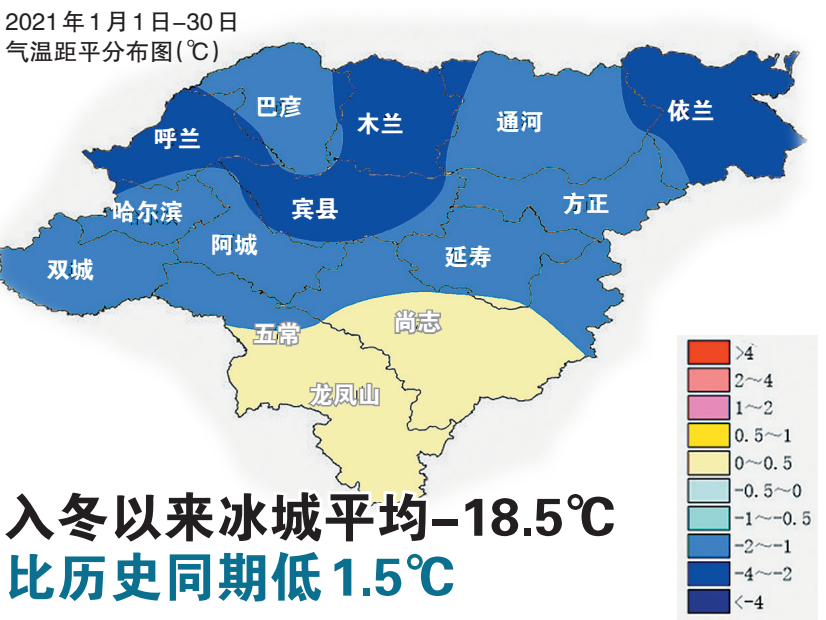 2021年1月1日-30日
气温距平分布图(℃)
巴彦
呼兰
木兰
通河
依兰
哈尔滨
宾县
方正
双城
阿城
延寿
五常
尚志
龙凤山
>4
2～4
1～2
0.5～1
0～0.5
-0.5～0
-1～-0.5
-2～-1
-4～-2
<-4
入冬以来冰城平均-18.5℃
比历史同期低1.5℃